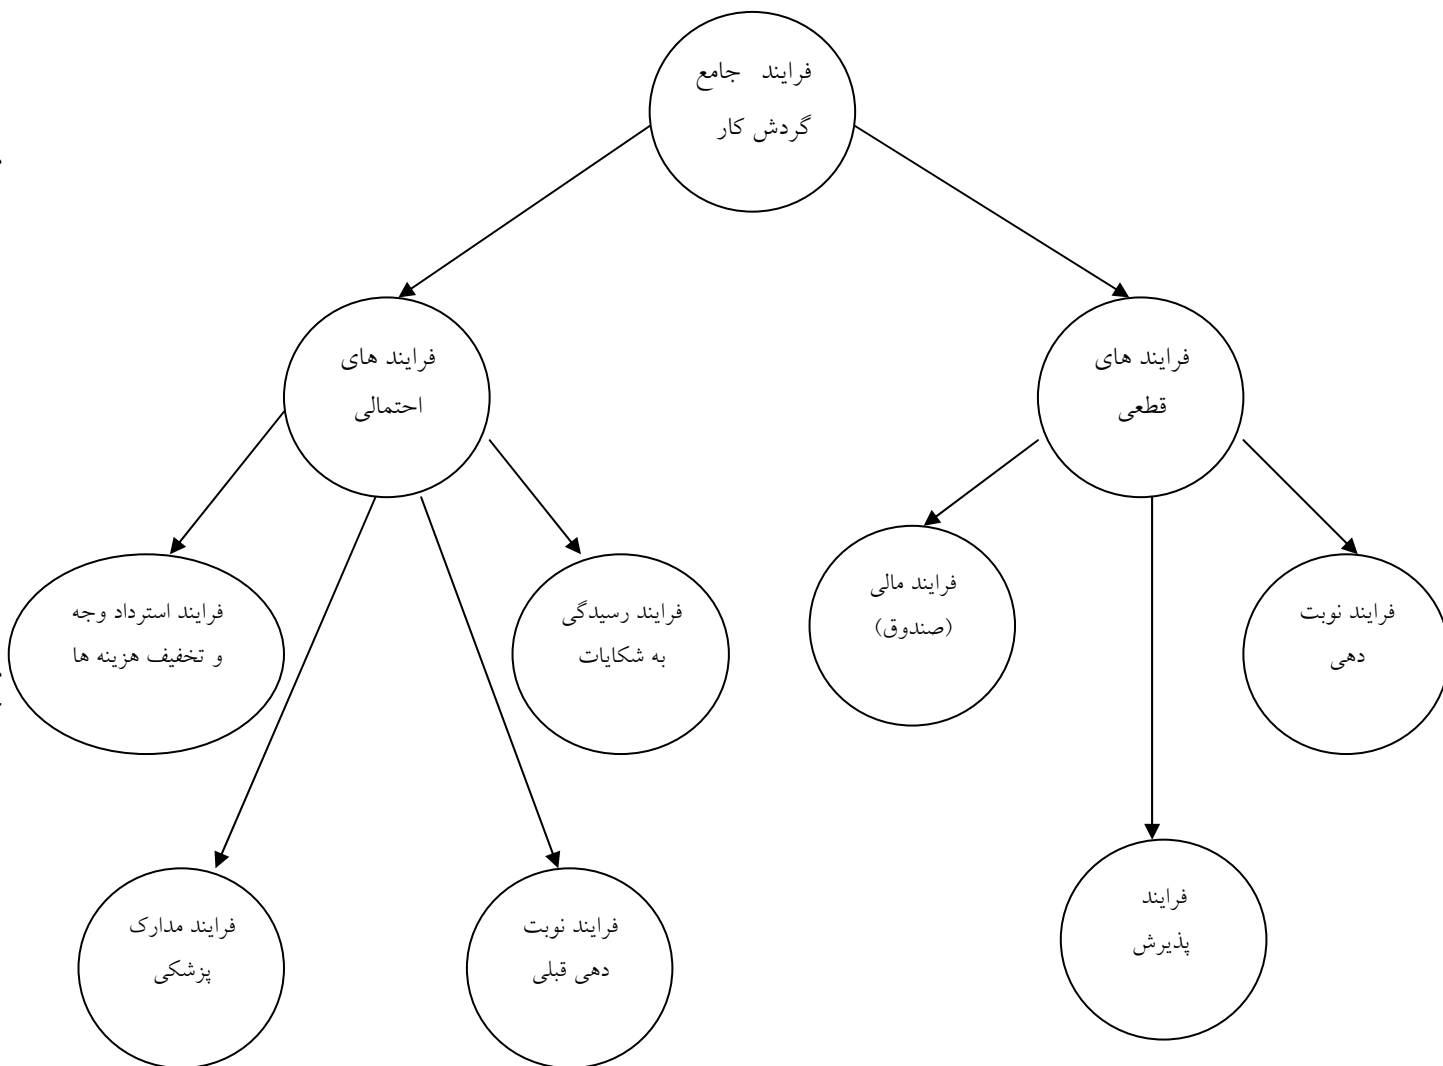 فرایند جامع
گردش کار
فرایند های
قطعی
فرایند های
احتمالی
فرایند نوبت
دهی
فرایند مالی
(صندوق)
فرایند رسیدگی
به شکایات
فرایند استرداد وجه
و تخفیف هزینه ها
فرایند
پذیرش
فرایند نوبت
دهی قبلی
فرایند مدارک
پزشکی